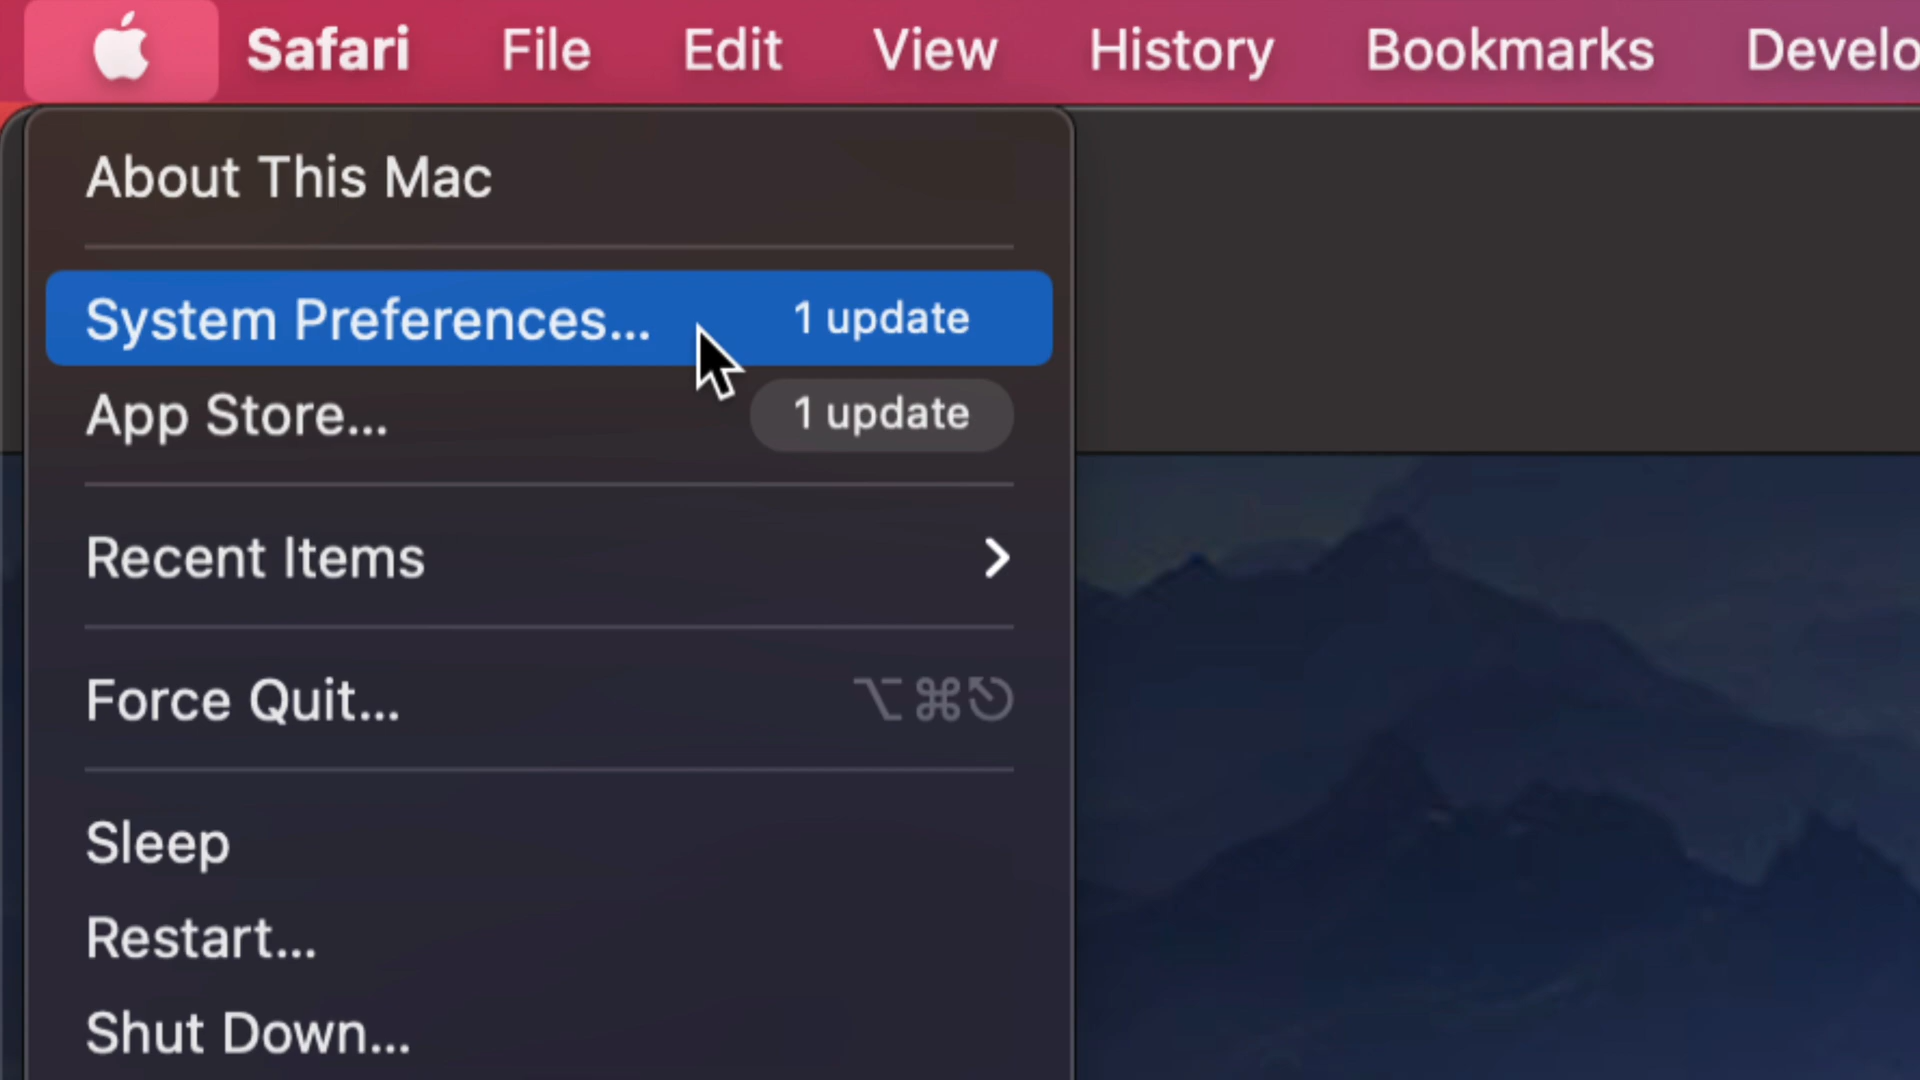 Safari File Edit View History Bookmarks Develo
About This Mac
System Preferences... 1 update
App Store... 1 update
Recent Items
Force Quit... ⌥⌘⎋
Sleep
Restart...
Shut Down...